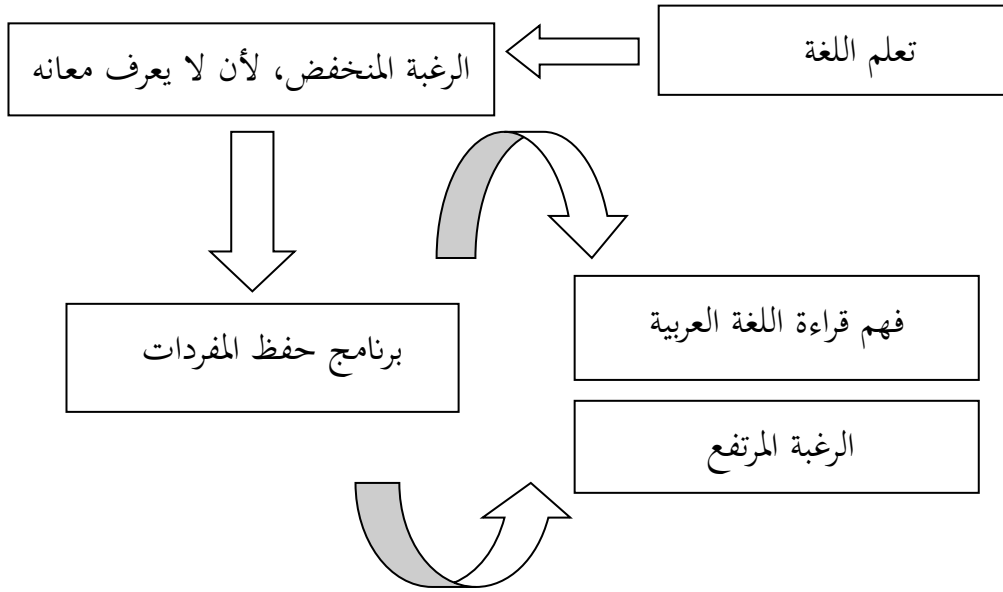 تعلم اللغة
الرغبة المنخفض، لأن لا يعرف معانه
برنامج حفظ المفردات
فهم قراءة اللغة العربية
الرغبة المرتفع